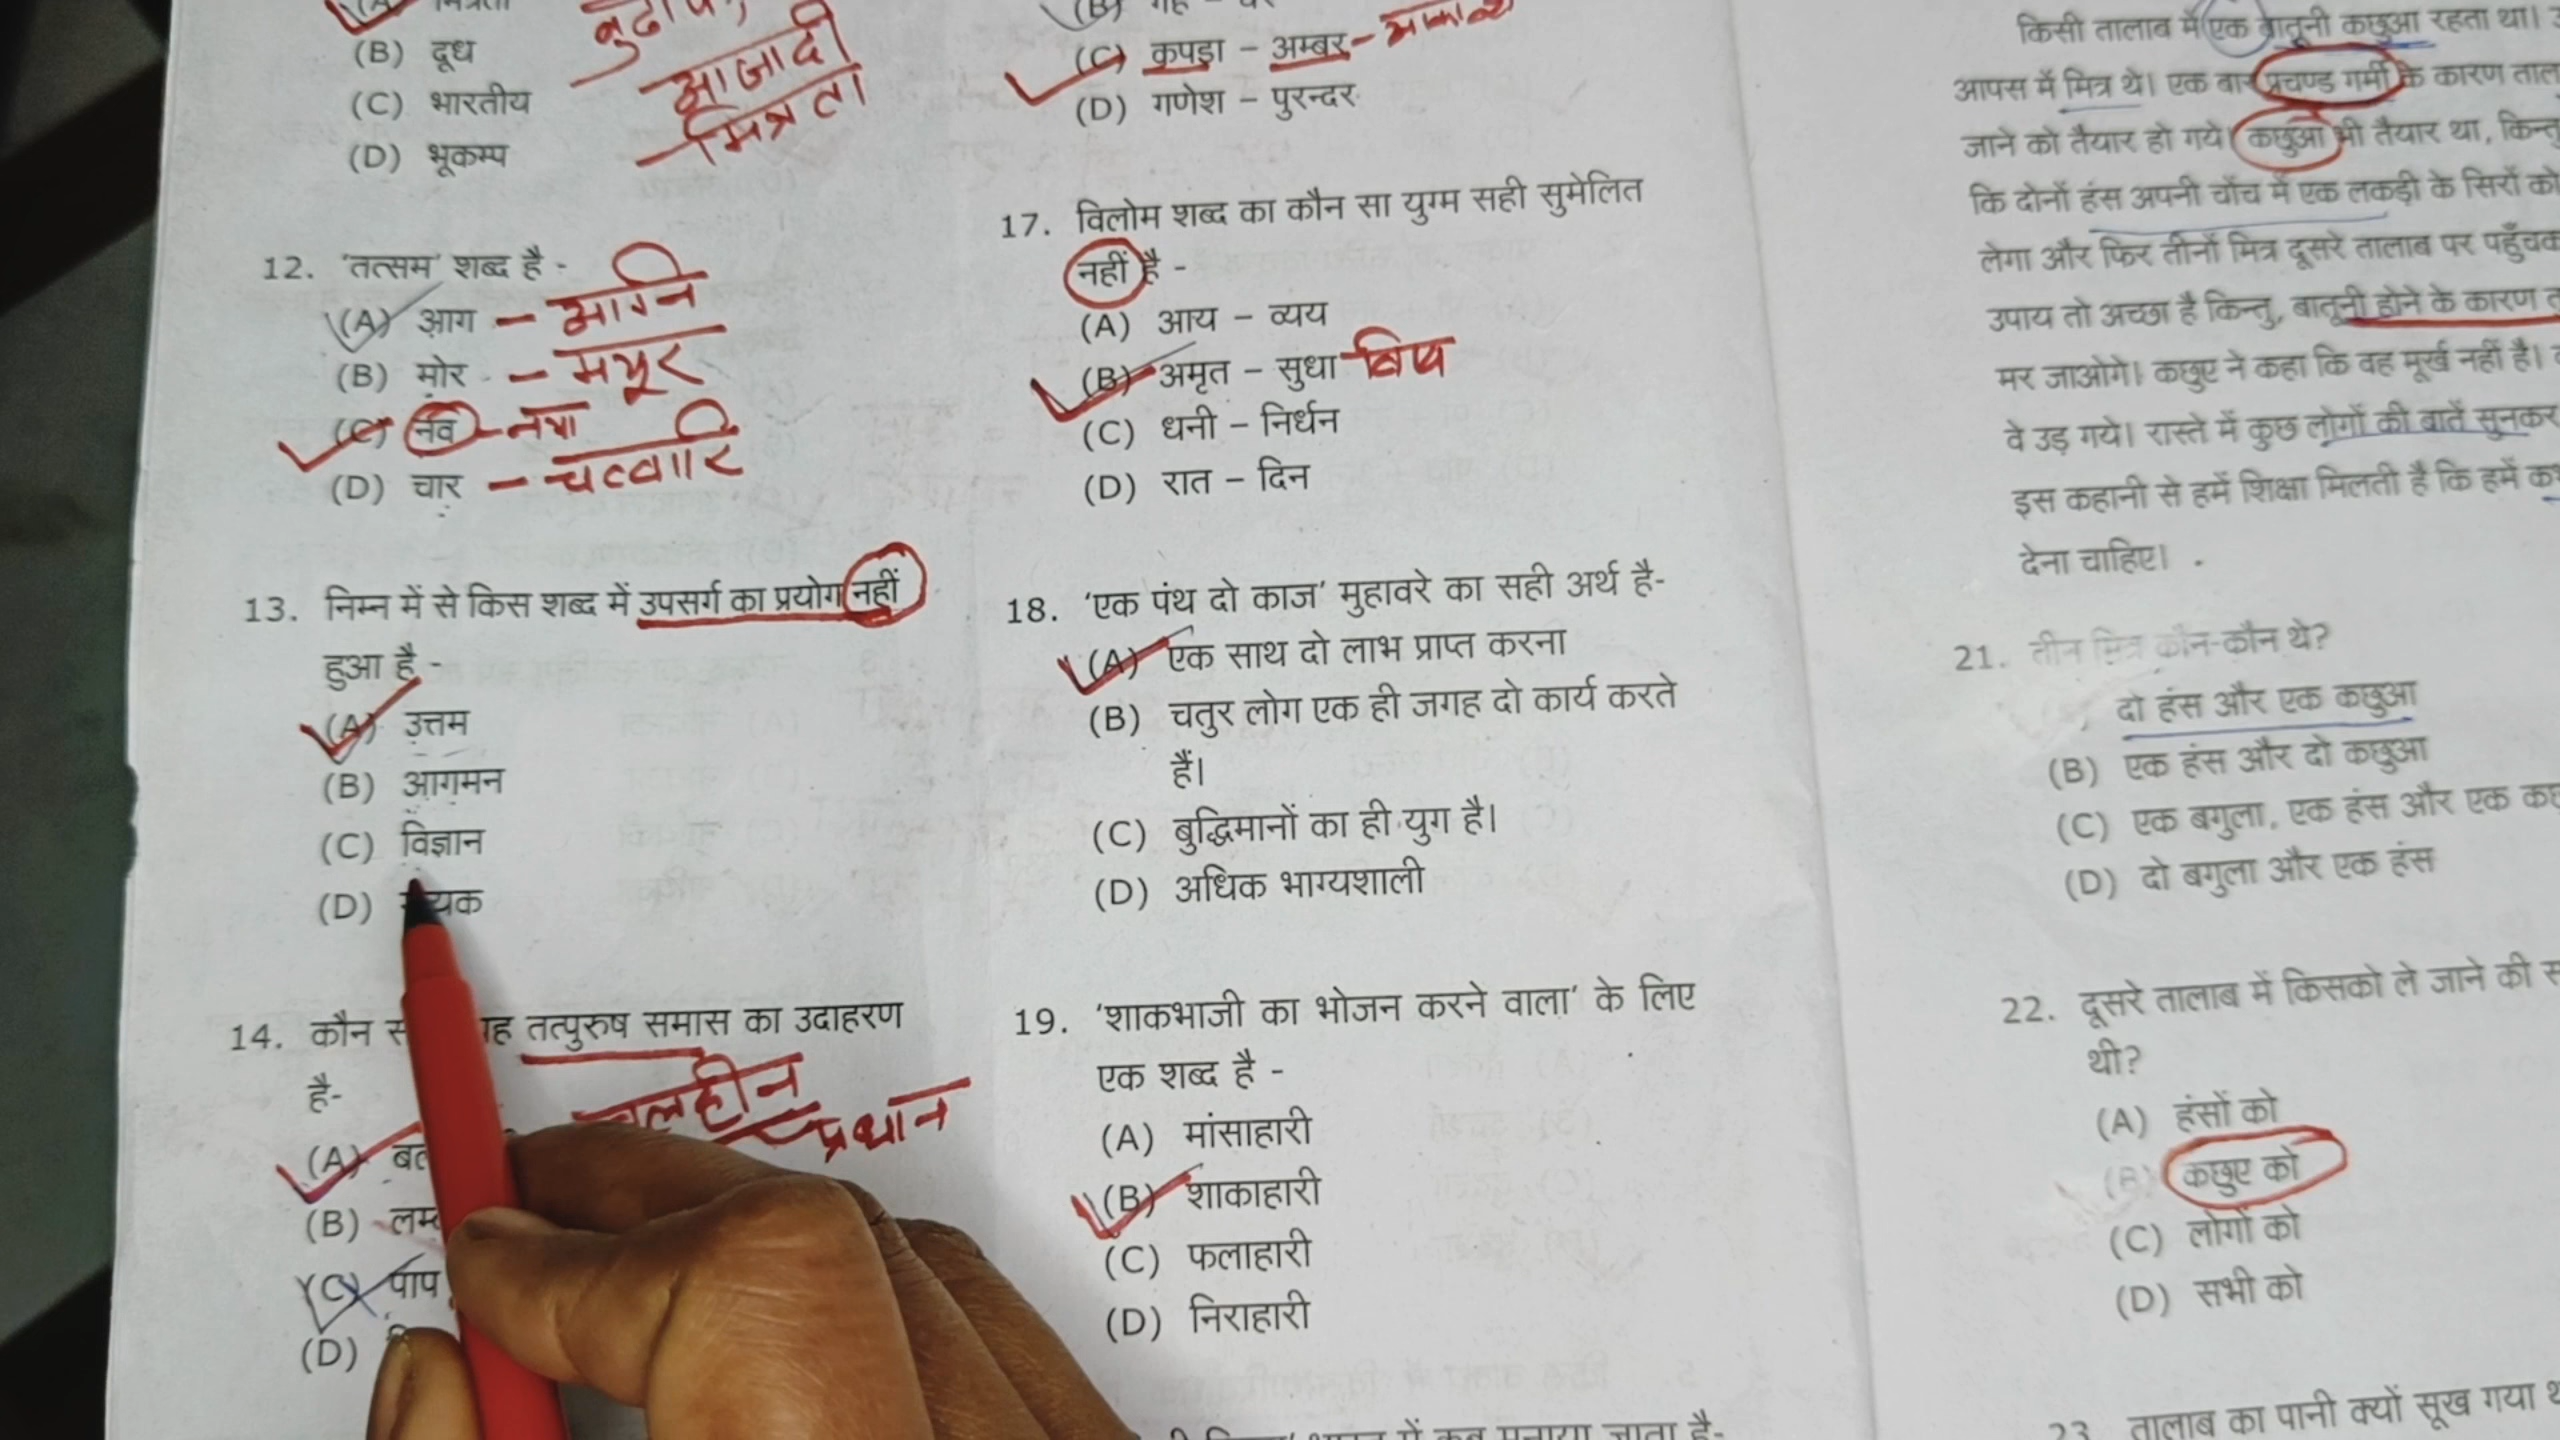 (B) दूध
(C) भारतीय
(D) भूकम्प
आजादी
मित्रता
12. 'तत्सम' शब्द है -
(A) आग – अग्नि
(B) मोर – मयूर
(C) नव – नया
(D) चार – चत्वारि
13. निम्न में से किस शब्द में उपसर्ग का प्रयोग नहीं
हुआ है -
(A) उत्तम
(B) आगमन
(C) विज्ञान
(D)
14. कौन तत्पुरुष समास का उदाहरण
है-
प्रधान
(A)
(B)
(C) पाप
(D)
(C) कपड़ा – अम्बर –
(D) गणेश – पुरन्दर
17. विलोम शब्द का कौन सा युग्म सही सुमेलित
नहीं है -
(A) आय – व्यय
(B) अमृत – सुधा – विष
(C) धनी – निर्धन
(D) रात – दिन
18. 'एक पंथ दो काज' मुहावरे का सही अर्थ है-
(A) एक साथ दो लाभ प्राप्त करना
(B) चतुर लोग एक ही जगह दो कार्य करते
हैं।
(C) बुद्धिमानों का ही युग है।
(D) अधिक भाग्यशाली
19. 'शाकभाजी का भोजन करने वाला' के लिए
एक शब्द है -
(A) मांसाहारी
(B) शाकाहारी
(C) फलाहारी
(D) निराहारी
किसी तालाब में एक बातूनी कछुआ रहता था।
आपस में मित्र थे। एक बार प्रचण्ड गर्मी के कारण
जाने को तैयार हो गये। कछुआ भी तैयार था, किन्तु
कि दोनों हंस अपनी चोंच में एक लकड़ी के सिरों को
लेगा और फिर तीनों मित्र दूसरे तालाब पर
उपाय तो अच्छा है किन्तु, बातूनी होने के कारण
मर जाओगे। कछुए ने कहा कि वह मूर्ख नहीं है।
वे उड़ गये। रास्ते में कुछ लोगों की बातें सुनकर
इस कहानी से हमें शिक्षा मिलती है कि हमें
देना चाहिए।
21. तीन मित्र कौन-कौन थे?
दो हंस और एक कछुआ
(B) एक हंस और दो कछुआ
(C) एक बगुला, एक हंस और एक
(D) दो बगुला और एक हंस
22. दूसरे तालाब में किसको ले जाने की
थी?
(A) हंसों को
(B) कछुए को
(C) लोगों को
(D) सभी को
23. तालाब का पानी क्यों सूख गया